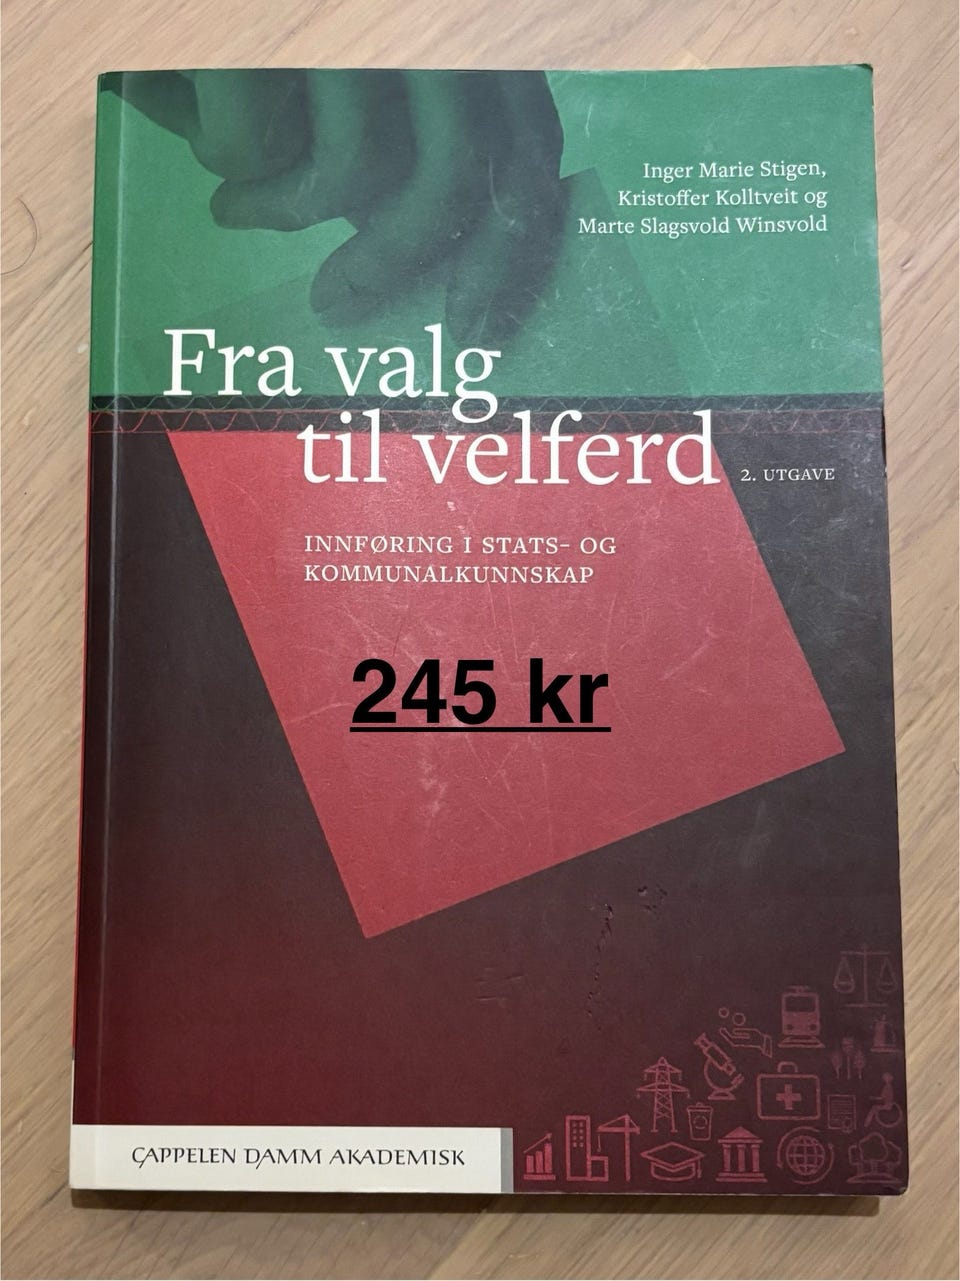 Inger Marie Stigen,
Kristoffer Kolltveit og
Marte Slagsvold Winsvold
Fra valg
til velferd
2. UTGAVE
INNFØRING I STATS- OG
KOMMUNALKUNNSKAP
245 kr
CAPPELEN DAMM AKADEMISK